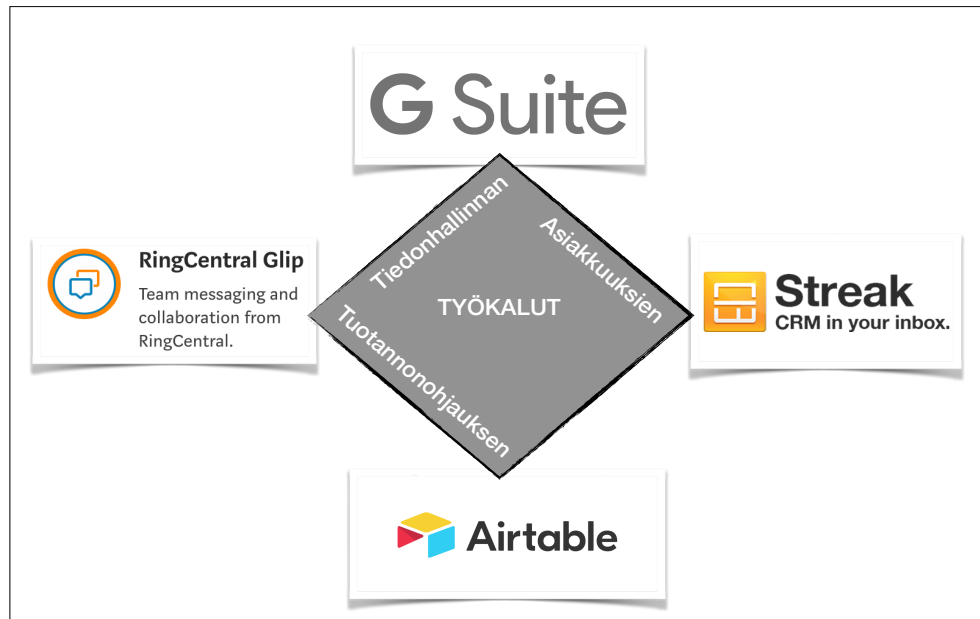 G Suite
Tiedonhallinnan
Asiakkuuksien
RingCentral Glip
Team messaging and
collaboration from
RingCentral.
TYÖKALUT
Streak
CRM in your inbox.
Tuotannonohjauksen
Airtable